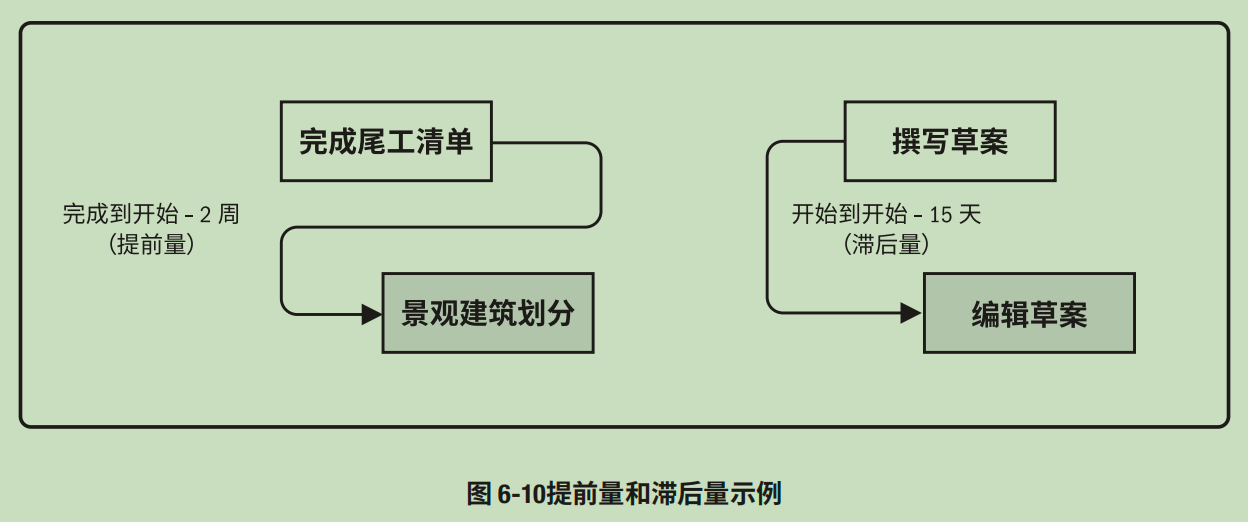 完成尾工清单
撰写草案
完成到开始 - 2 周
（提前量）
开始到开始 - 15 天
（滞后量）
景观建筑划分
编辑草案
图 6-10提前量和滞后量示例